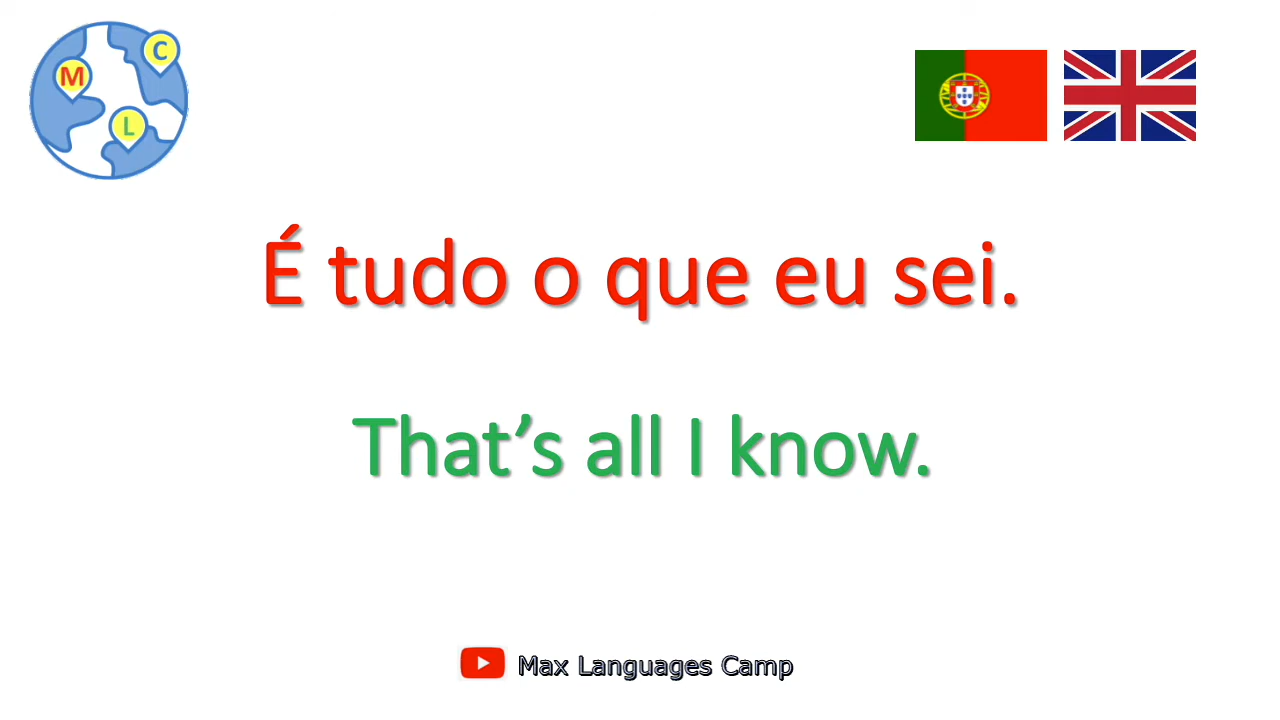 M
C
L
É tudo o que eu sei.
That's all I know.
Max Languages Camp